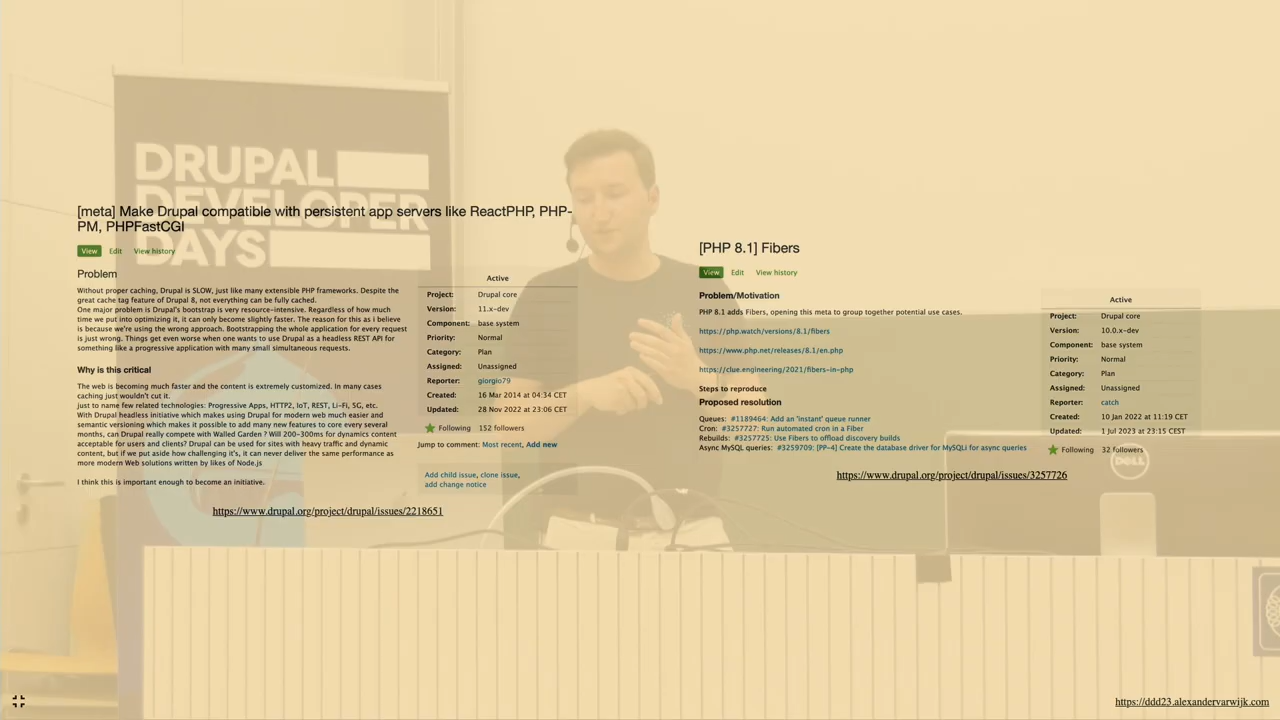 DRUPAL
DEVELOPER
DAYS
[meta] Make Drupal compatible with persistent app servers like ReactPHP, PHP-
PM, PHPFastCGI
View Edit View history
Problem
Without proper caching, Drupal is SLOW, just like many extensible PHP frameworks. Despite the
great cache tag feature of Drupal 8, not everything can be fully cached.
One major problem is Drupal's bootstrap is very resource-intensive. Regardless of how much
time we put into optimizing it, it can only become slightly faster. The reason for this as i believe
is because we're using the wrong approach. Bootstrapping the whole application for every request
is just wrong. Things get even worse when one wants to use Drupal as a headless REST API for
something like a progressive application with many small simultaneous requests.
Why is this critical
The web is becoming much faster and the content is extremely customized. In many cases
caching just wouldn't cut it.
just to name few related technologies: Progressive Apps, HTTP2, IoT, REST, Li-Fi, 5G, etc.
With Drupal headless initiative which makes using Drupal for modern web much easier and
semantic versioning which makes it possible to add many new features to core every several
months, can Drupal really compete with Walled Garden ? Will 200-300ms for dynamics content
acceptable for users and clients? Drupal can be used for sites with heavy traffic and dynamic
content, but if we put aside how challenging it's, it can never deliver the same performance as
more modern Web solutions written by likes of Node.js
I think this is important enough to become an initiative.
Active
Project: Drupal core
Version: 11.x-dev
Component: base system
Priority: Normal
Category: Plan
Assigned: Unassigned
Reporter: giorgio79
Created: 16 Mar 2014 at 04:34 CET
Updated: 28 Nov 2022 at 23:06 CET
Following 152 followers
Jump to comment: Most recent, Add new
Add child issue, clone issue,
add change notice
https://www.drupal.org/project/drupal/issues/2218651
[PHP 8.1] Fibers
View Edit View history
Problem/Motivation
PHP 8.1 adds Fibers, opening this meta to group together potential use cases.
https://php.watch/versions/8.1/fibers
https://www.php.net/releases/8.1/en.php
https://clue.engineering/2021/fibers-in-php
Steps to reproduce
Proposed resolution
Queues: #1189464: Add an 'instant' queue runner
Cron: #3257727: Run automated cron in a Fiber
Rebuilds: #3257725: Use Fibers to offload discovery builds
Async MySQL queries: #3259709: [PP-4] Create the database driver for MySQLi for async queries
Active
Project: Drupal core
Version: 10.0.x-dev
Component: base system
Priority: Normal
Category: Plan
Assigned: Unassigned
Reporter: catch
Created: 10 Jan 2022 at 11:19 CET
Updated: 1 Jul 2023 at 23:15 CEST
Following 32 followers
DELL
https://www.drupal.org/project/drupal/issues/3257726
https://ddd23.alexandervarwijk.com